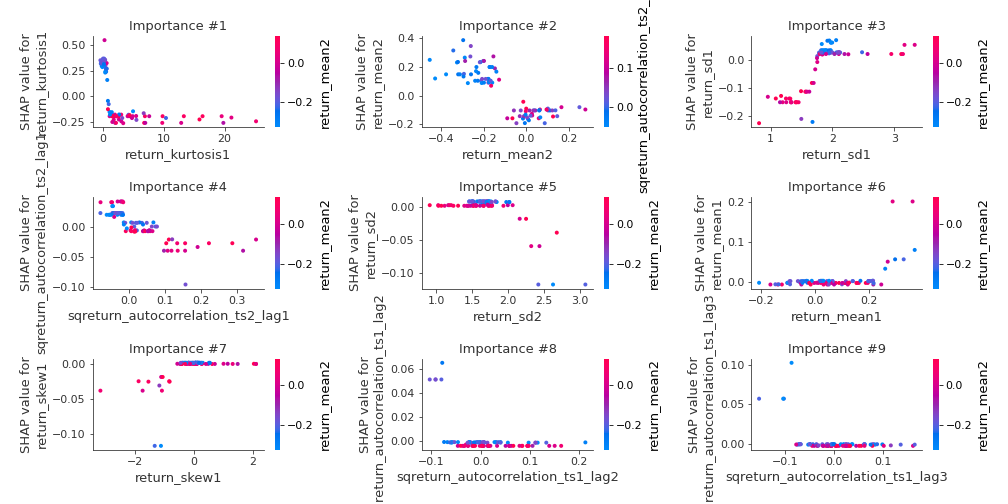 Importance #1
SHAP value for
return_kurtosis1
0.50
0.25
0.00
−0.25
0
10
20
return_kurtosis1
0.0
−0.2
return_mean2
Importance #2
SHAP value for
return_mean2
0.4
0.2
0.0
−0.2
−0.4
−0.2
0.0
0.2
return_mean2
0.1
0.0
sqreturn_autocorrelation_ts2_
Importance #3
SHAP value for
return_sd1
0.0
−0.1
−0.2
1
2
3
return_sd1
0.0
−0.2
return_mean2
Importance #4
SHAP value for
sqreturn_autocorrelation_ts2_lag1
0.00
−0.05
−0.10
0.0
0.1
0.2
0.3
sqreturn_autocorrelation_ts2_lag1
0.0
−0.2
return_mean2
Importance #5
SHAP value for
return_sd2
0.00
−0.05
−0.10
1.0
1.5
2.0
2.5
3.0
return_sd2
0.0
−0.2
return_mean2
Importance #6
SHAP value for
return_mean1
0.2
0.1
0.0
−0.2
0.0
0.2
return_mean1
0.0
−0.2
return_mean2
Importance #7
SHAP value for
return_skew1
0.00
−0.05
−0.10
−2
0
2
return_skew1
0.0
−0.2
return_mean2
Importance #8
SHAP value for
return_autocorrelation_ts1_lag2
0.06
0.04
0.02
0.00
−0.1
0.0
0.1
0.2
sqreturn_autocorrelation_ts1_lag2
0.0
−0.2
return_mean2
Importance #9
SHAP value for
return_autocorrelation_ts1_lag3
0.10
0.05
0.00
−0.1
0.0
0.1
sqreturn_autocorrelation_ts1_lag3
0.0
−0.2
return_mean2